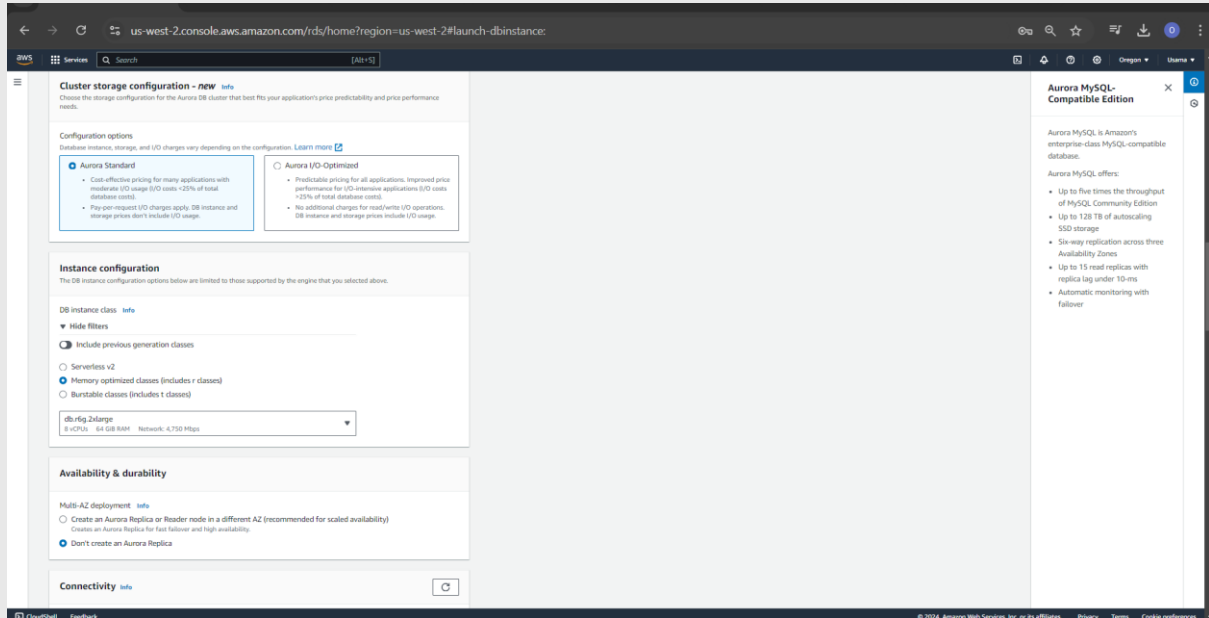 us-west-2.console.aws.amazon.com/rds/home?region=us-west-2#launch-dbinstance:
aws
Services
Search
[Alt+S]
Oregon
Usama
Cluster storage configuration - new Info
Choose the storage configuration for the Aurora DB cluster that best fits your application's price predictability and price performance
needs.
Configuration options
Database instance, storage, and I/O charges vary depending on the configuration. Learn more
Aurora Standard
• Cost-effective pricing for many applications with
moderate I/O usage (I/O costs <25% of total
database costs).
• Pay-per-request I/O charges apply. DB instance and
storage prices don't include I/O usage.
Aurora I/O-Optimized
• Predictable pricing for all applications. Improved price
performance for I/O-intensive applications (I/O costs
>25% of total database costs).
• No additional charges for read/write I/O operations.
DB instance and storage prices include I/O usage.
Instance configuration
The DB instance configuration options below are limited to those supported by the engine that you selected above.
DB instance class Info
Hide filters
Include previous generation classes
Serverless v2
Memory optimized classes (includes r classes)
Burstable classes (includes t classes)
db.r6g.2xlarge
8 vCPUs 64 GiB RAM Network: 4,750 Mbps
Availability & durability
Multi-AZ deployment Info
Create an Aurora Replica or Reader node in a different AZ (recommended for scaled availability)
Creates an Aurora Replica for fast failover and high availability.
Don't create an Aurora Replica
Connectivity Info
Aurora MySQL-
Compatible Edition
Aurora MySQL is Amazon's
enterprise-class MySQL-compatible
database.
Aurora MySQL offers:
• Up to five times the throughput
of MySQL Community Edition
• Up to 128 TB of autoscaling
SSD storage
• Six-way replication across three
Availability Zones
• Up to 15 read replicas with
replica lag under 10-ms
• Automatic monitoring with
failover
CloudShell
Feedback
© 2024, Amazon Web Services, Inc. or its affiliates.
Privacy
Terms
Cookie preferences